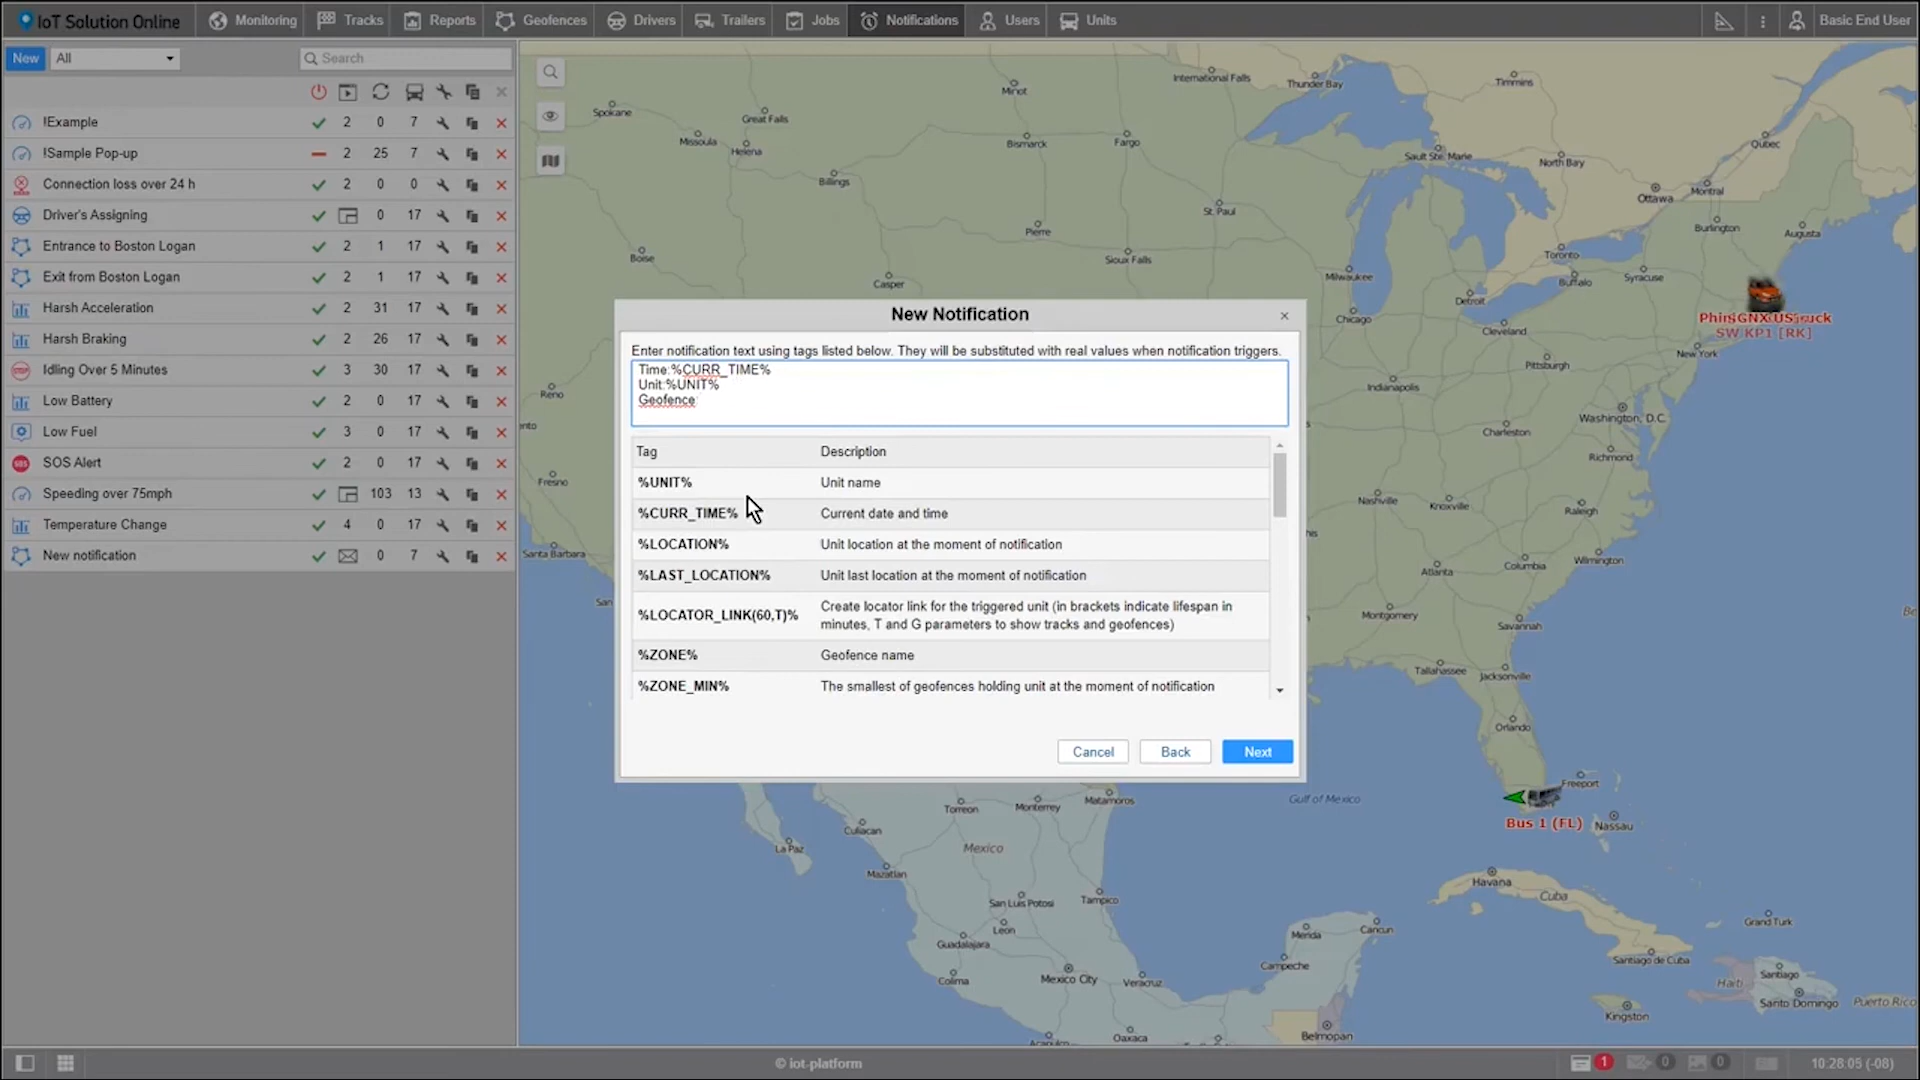 IoT Solution Online
Monitoring
Tracks
Reports
Geofences
Drivers
Trailers
Jobs
Notifications
Users
Units
Basic End User
New
All
Search
!Example 2 0 7
!Sample Pop-up 2 25 7
Connection loss over 24 h 2 0 0
Driver's Assigning 0 17
Entrance to Boston Logan 2 1 17
Exit from Boston Logan 2 1 17
Harsh Acceleration 2 31 17
Harsh Braking 2 26 17
Idling Over 5 Minutes 3 30 17
Low Battery 2 0 17
Low Fuel 3 0 17
SOS Alert 2 0 17
Speeding over 75mph 103 13
Temperature Change 4 0 17
New notification 0 7
New Notification
Enter notification text using tags listed below. They will be substituted with real values when notification triggers.
Time:%CURR_TIME%
Unit:%UNIT%
Geofence:
Tag Description
%UNIT% Unit name
%CURR_TIME% Current date and time
%LOCATION% Unit location at the moment of notification
%LAST_LOCATION% Unit last location at the moment of notification
%LOCATOR_LINK(60,T)% Create locator link for the triggered unit (in brackets indicate lifespan in
minutes, T and G parameters to show tracks and geofences)
%ZONE% Geofence name
%ZONE_MIN% The smallest of geofences holding unit at the moment of notification
Cancel
Back
Next
International Falls
Thunder Bay
Timmins
Spokane
Great Falls
Minot
Missoula
Helena
Bismarck
Fargo
Sault Ste. Marie
North Bay
Québec
Billings
Ottawa
Montral
St. Paul
Pierre
Burlington
Augusta
Boise
Sioux Falls
Toronto
Casper
Milwaukee
Buffalo
Syracuse
Detroit
Chicago
Cleveland
SW KP1 [RK]
New York
Pittsburgh
Indianapolis
Reno
Washington, D.C.
Charleston
Richmond
Fresno
Nashville
Knoxville
Raleigh
Santa Barbara
Columbia
Wilmington
Atlanta
Montgomery
Savannah
Tallahassee
Jacksonville
Orlando
Freeport
Gulf of Mexico
Bus 1 (FL)
Nassau
Torreon
Monterrey
Matamoros
Culiacan
La Paz
Mexico
Mazatlan
Havana
Cuba
San Luis Potosi
Tampico
Leon
Guadalajara
Merida
Cancun
Grand Turk
Campeche
Santiago de Cuba
Colima
Mexico City
Veracruz
Haiti
Santiago
Santo Domingo
Puerto Rico
Kingston
Oaxaca
Belmopan
Acapulco
© iot-platform
1
0
0
10:28:05 (-08)